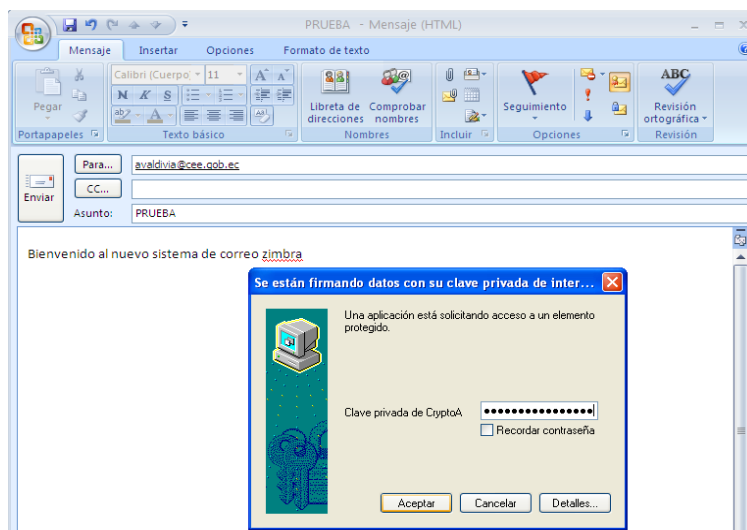 PRUEBA - Mensaje (HTML)
Mensaje Insertar Opciones Formato de texto
Pegar
Portapapeles
Calibri (Cuerpo 11 A A
N K S
ab A
Texto básico
Libreta de direcciones
Comprobar nombres
Nombres
Incluir
Seguimiento
Opciones
ABC
Revisión ortográfica
Revisión
Enviar
Para... avaldivia@cee.gob.ec
CC...
Asunto: PRUEBA
Bienvenido al nuevo sistema de correo zimbra
Se están firmando datos con su clave privada de inter...
Una aplicación está solicitando acceso a un elemento
protegido.
Clave privada de CryptoA ●●●●●●●●●●●●●●●●
Recordar contraseña
Aceptar Cancelar Detalles...